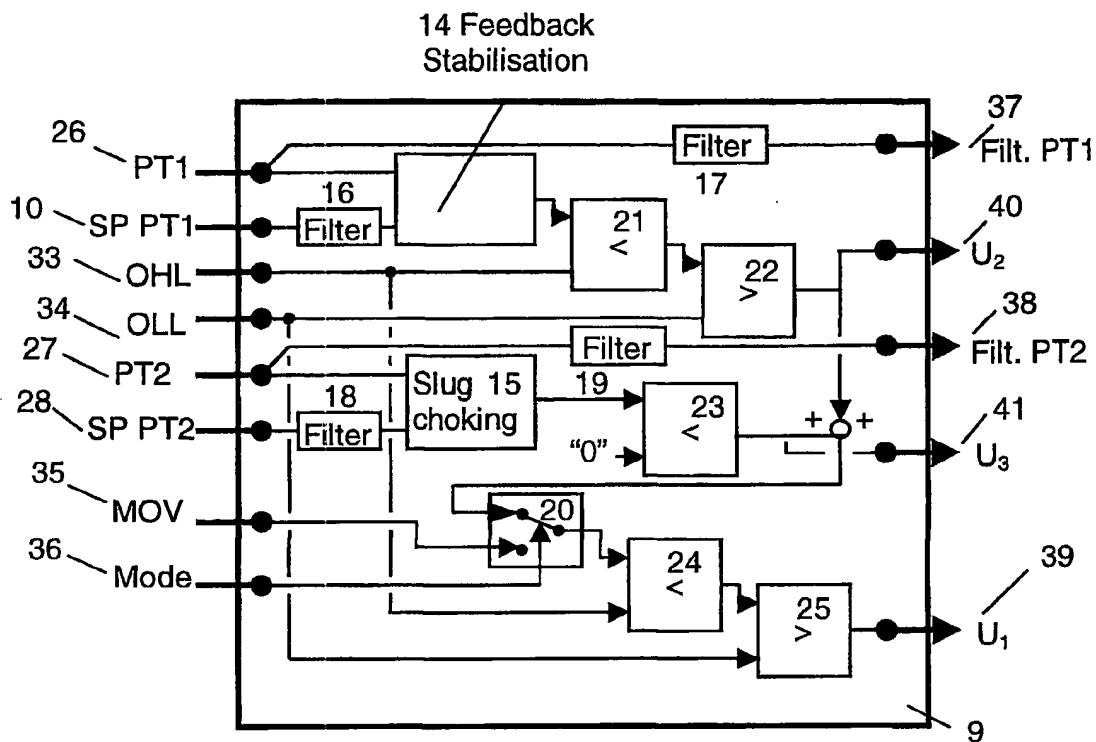 14 Feedback
Stabilisation
26
PT1
Filter
17
37
Filt. PT1
10
SP PT1
16
Filter
21
<
40
U2
33
OHL
22
>
34
OLL
38
Filt. PT2
27
PT2
Filter
Slug 15
choking
19
28
SP PT2
18
Filter
23
<
+ +
41
U3
"0"
35
MOV
20
36
Mode
24
<
25
>
39
U1
9